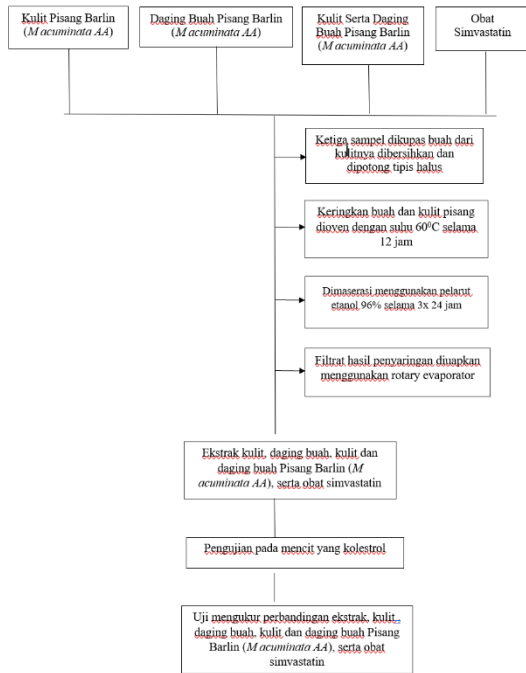 Kulit Pisang Barlin
(M acuminata AA)
Daging Buah Pisang Barlin
(M acuminata AA)
Kulit Serta Daging
Buah Pisang Barlin
(M acuminata AA)
Obat
Simvastatin
Ketiga sampel dikupas buah dari
kulitnya dibersihkan dan
dipotong tipis halus
Keringkan buah dan kulit pisang
dioven dengan suhu 60⁰C selama
12 jam
Dimaserasi menggunakan pelarut
etanol 96% selama 3x 24 jam
Filtrat hasil penyaringan diuapkan
menggunakan rotary evaporator
Ekstrak kulit, daging buah, kulit dan
daging buah Pisang Barlin (M
acuminata AA), serta obat simvastatin
Pengujian pada mencit yang kolestrol
Uji mengukur perbandingan ekstrak, kulit,
daging buah, kulit dan daging buah Pisang
Barlin (M acuminata AA), serta obat
simvastatin